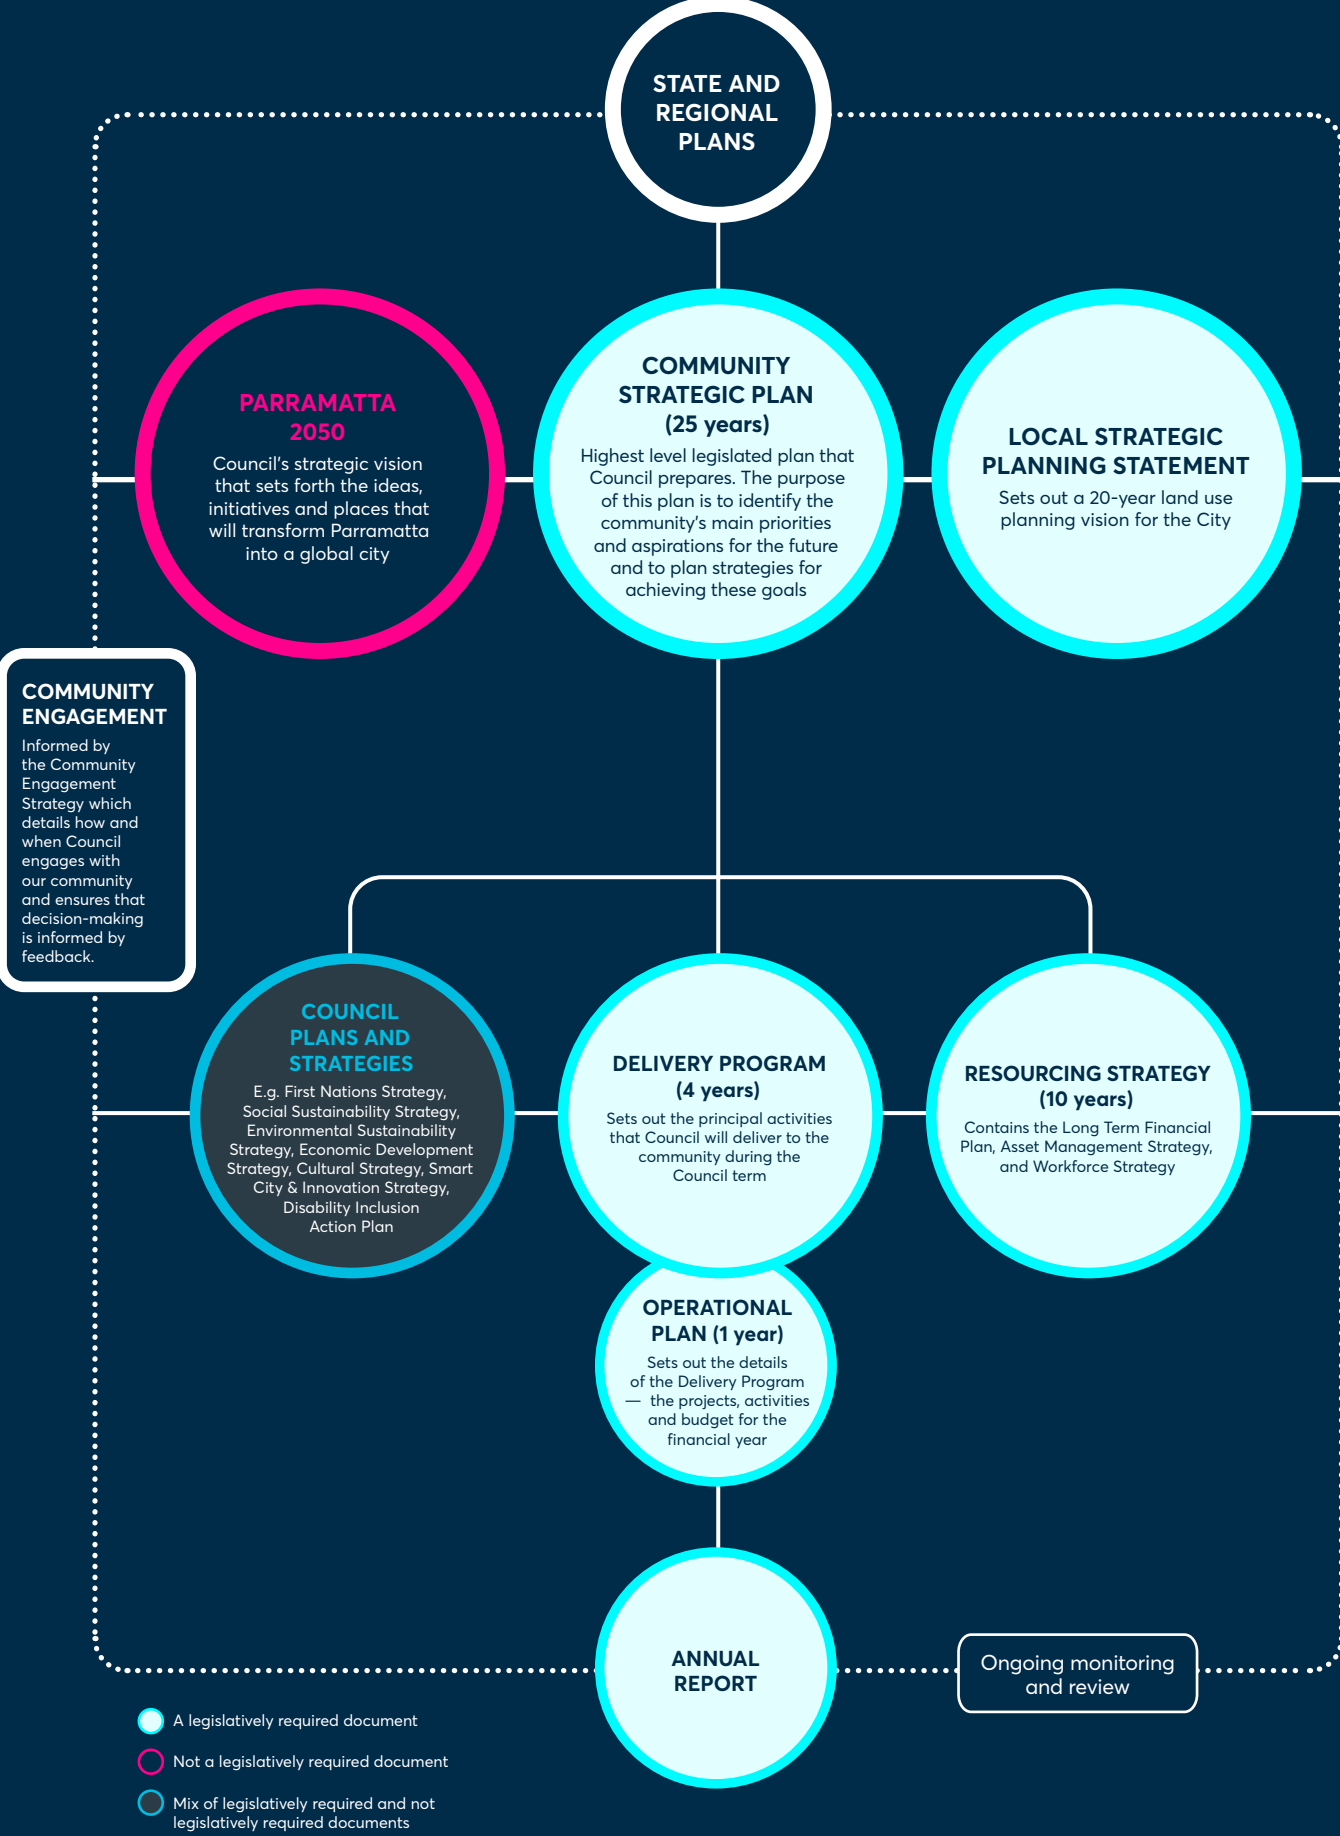 STATE AND
REGIONAL
PLANS
PARRAMATTA
2050
Council's strategic vision
that sets forth the ideas,
initiatives and places that
will transform Parramatta
into a global city
COMMUNITY
STRATEGIC PLAN
(25 years)
Highest level legislated plan that
Council prepares. The purpose
of this plan is to identify the
community's main priorities
and aspirations for the future
and to plan strategies for
achieving these goals
LOCAL STRATEGIC
PLANNING STATEMENT
Sets out a 20-year land use
planning vision for the City
COMMUNITY
ENGAGEMENT
Informed by
the Community
Engagement
Strategy which
details how and
when Council
engages with
our community
and ensures that
decision-making
is informed by
feedback.
COUNCIL
PLANS AND
STRATEGIES
E.g. First Nations Strategy,
Social Sustainability Strategy,
Environmental Sustainability
Strategy, Economic Development
Strategy, Cultural Strategy, Smart
City & Innovation Strategy,
Disability Inclusion
Action Plan
DELIVERY PROGRAM
(4 years)
Sets out the principal activities
that Council will deliver to the
community during the
Council term
RESOURCING STRATEGY
(10 years)
Contains the Long Term Financial
Plan, Asset Management Strategy,
and Workforce Strategy
OPERATIONAL
PLAN (1 year)
Sets out the details
of the Delivery Program
— the projects, activities
and budget for the
financial year
ANNUAL
REPORT
Ongoing monitoring
and review
A legislatively required document
Not a legislatively required document
Mix of legislatively required and not
legislatively required documents